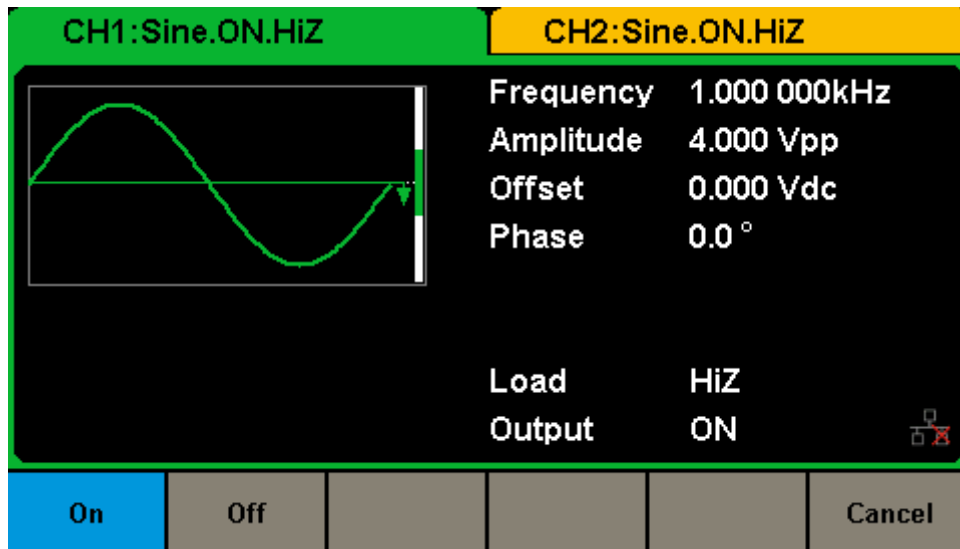 CH1:Sine.ON.HiZ CH2:Sine.ON.HiZ
Frequency 1.000 000kHz
Amplitude 4.000 Vpp
Offset 0.000 Vdc
Phase 0.0 °
Load HiZ
Output ON
On Off Cancel